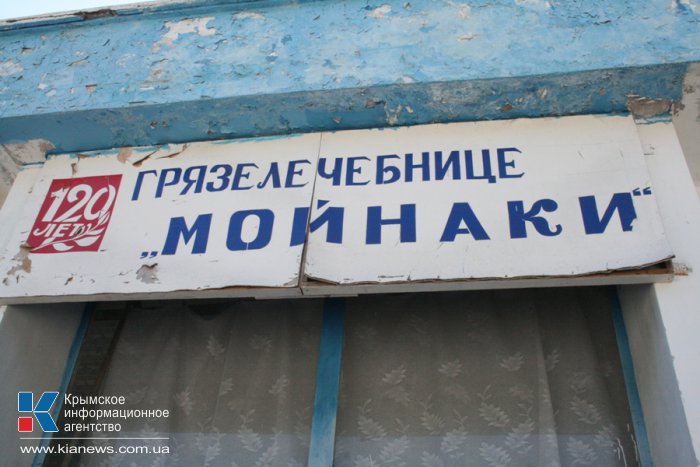 120
ЛЕТ
ГРЯЗЕЛЕЧЕБНИЦЕ
„МОЙНАКИ“
Крымское
информационное
агентство
www.kianews.com.ua